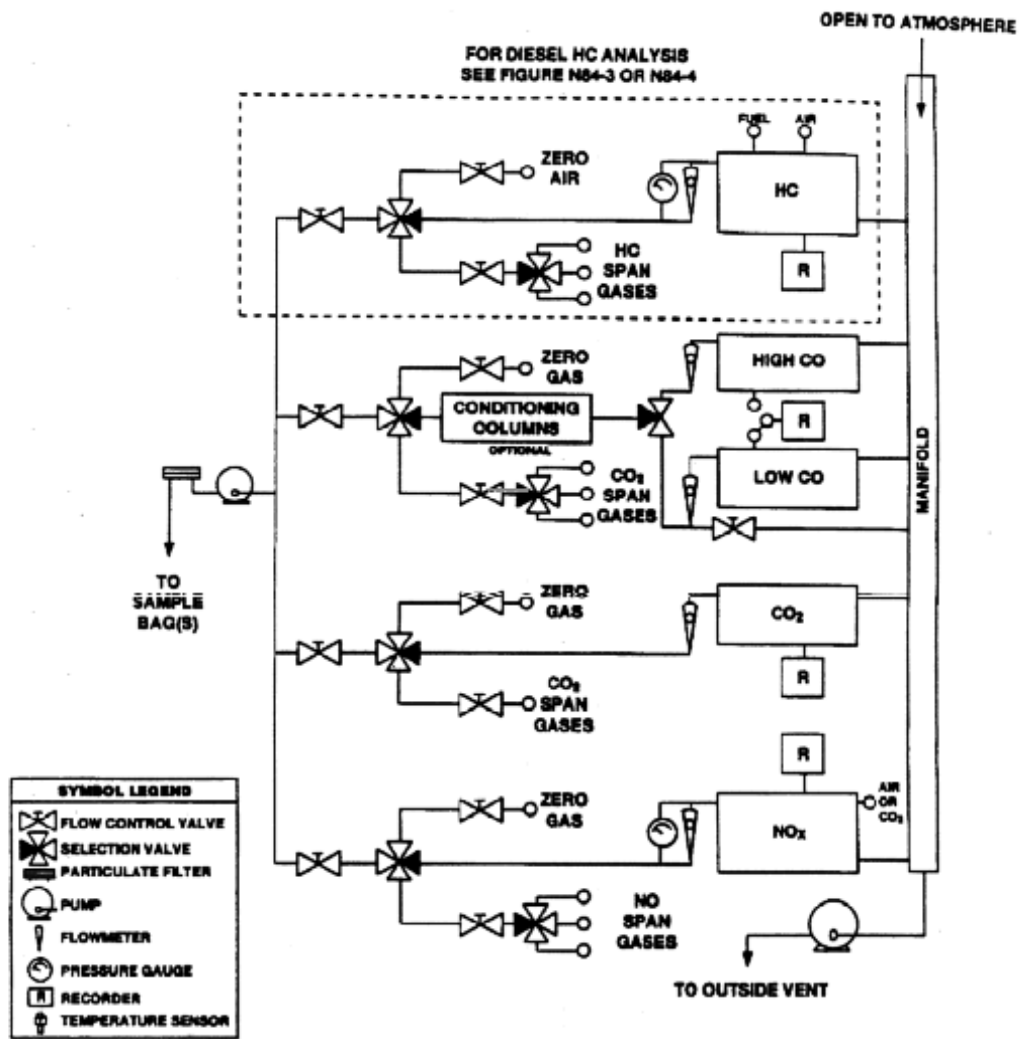 OPEN TO ATMOSPHERE
FOR DIESEL HC ANALYSIS
SEE FIGURE N84-3 OR N84-4
FUEL
AIR
ZERO
AIR
HC
HC
SPAN
GASES
R
ZERO
GAS
HIGH CO
CONDITIONING
COLUMNS
OPTIONAL
R
MANIFOLD
LOW CO
CO₂
SPAN
GASES
TO
SAMPLE
BAG(S)
ZERO
GAS
CO₂
CO₂
SPAN
GASES
R
R
ZERO
GAS
AIR
OR
NOX
NO
SPAN
GASES
TO OUTSIDE VENT
SYMBOL LEGEND
FLOW CONTROL VALVE
SELECTION VALVE
PARTICULATE FILTER
PUMP
FLOWMETER
PRESSURE GAUGE
R RECORDER
TEMPERATURE SENSOR